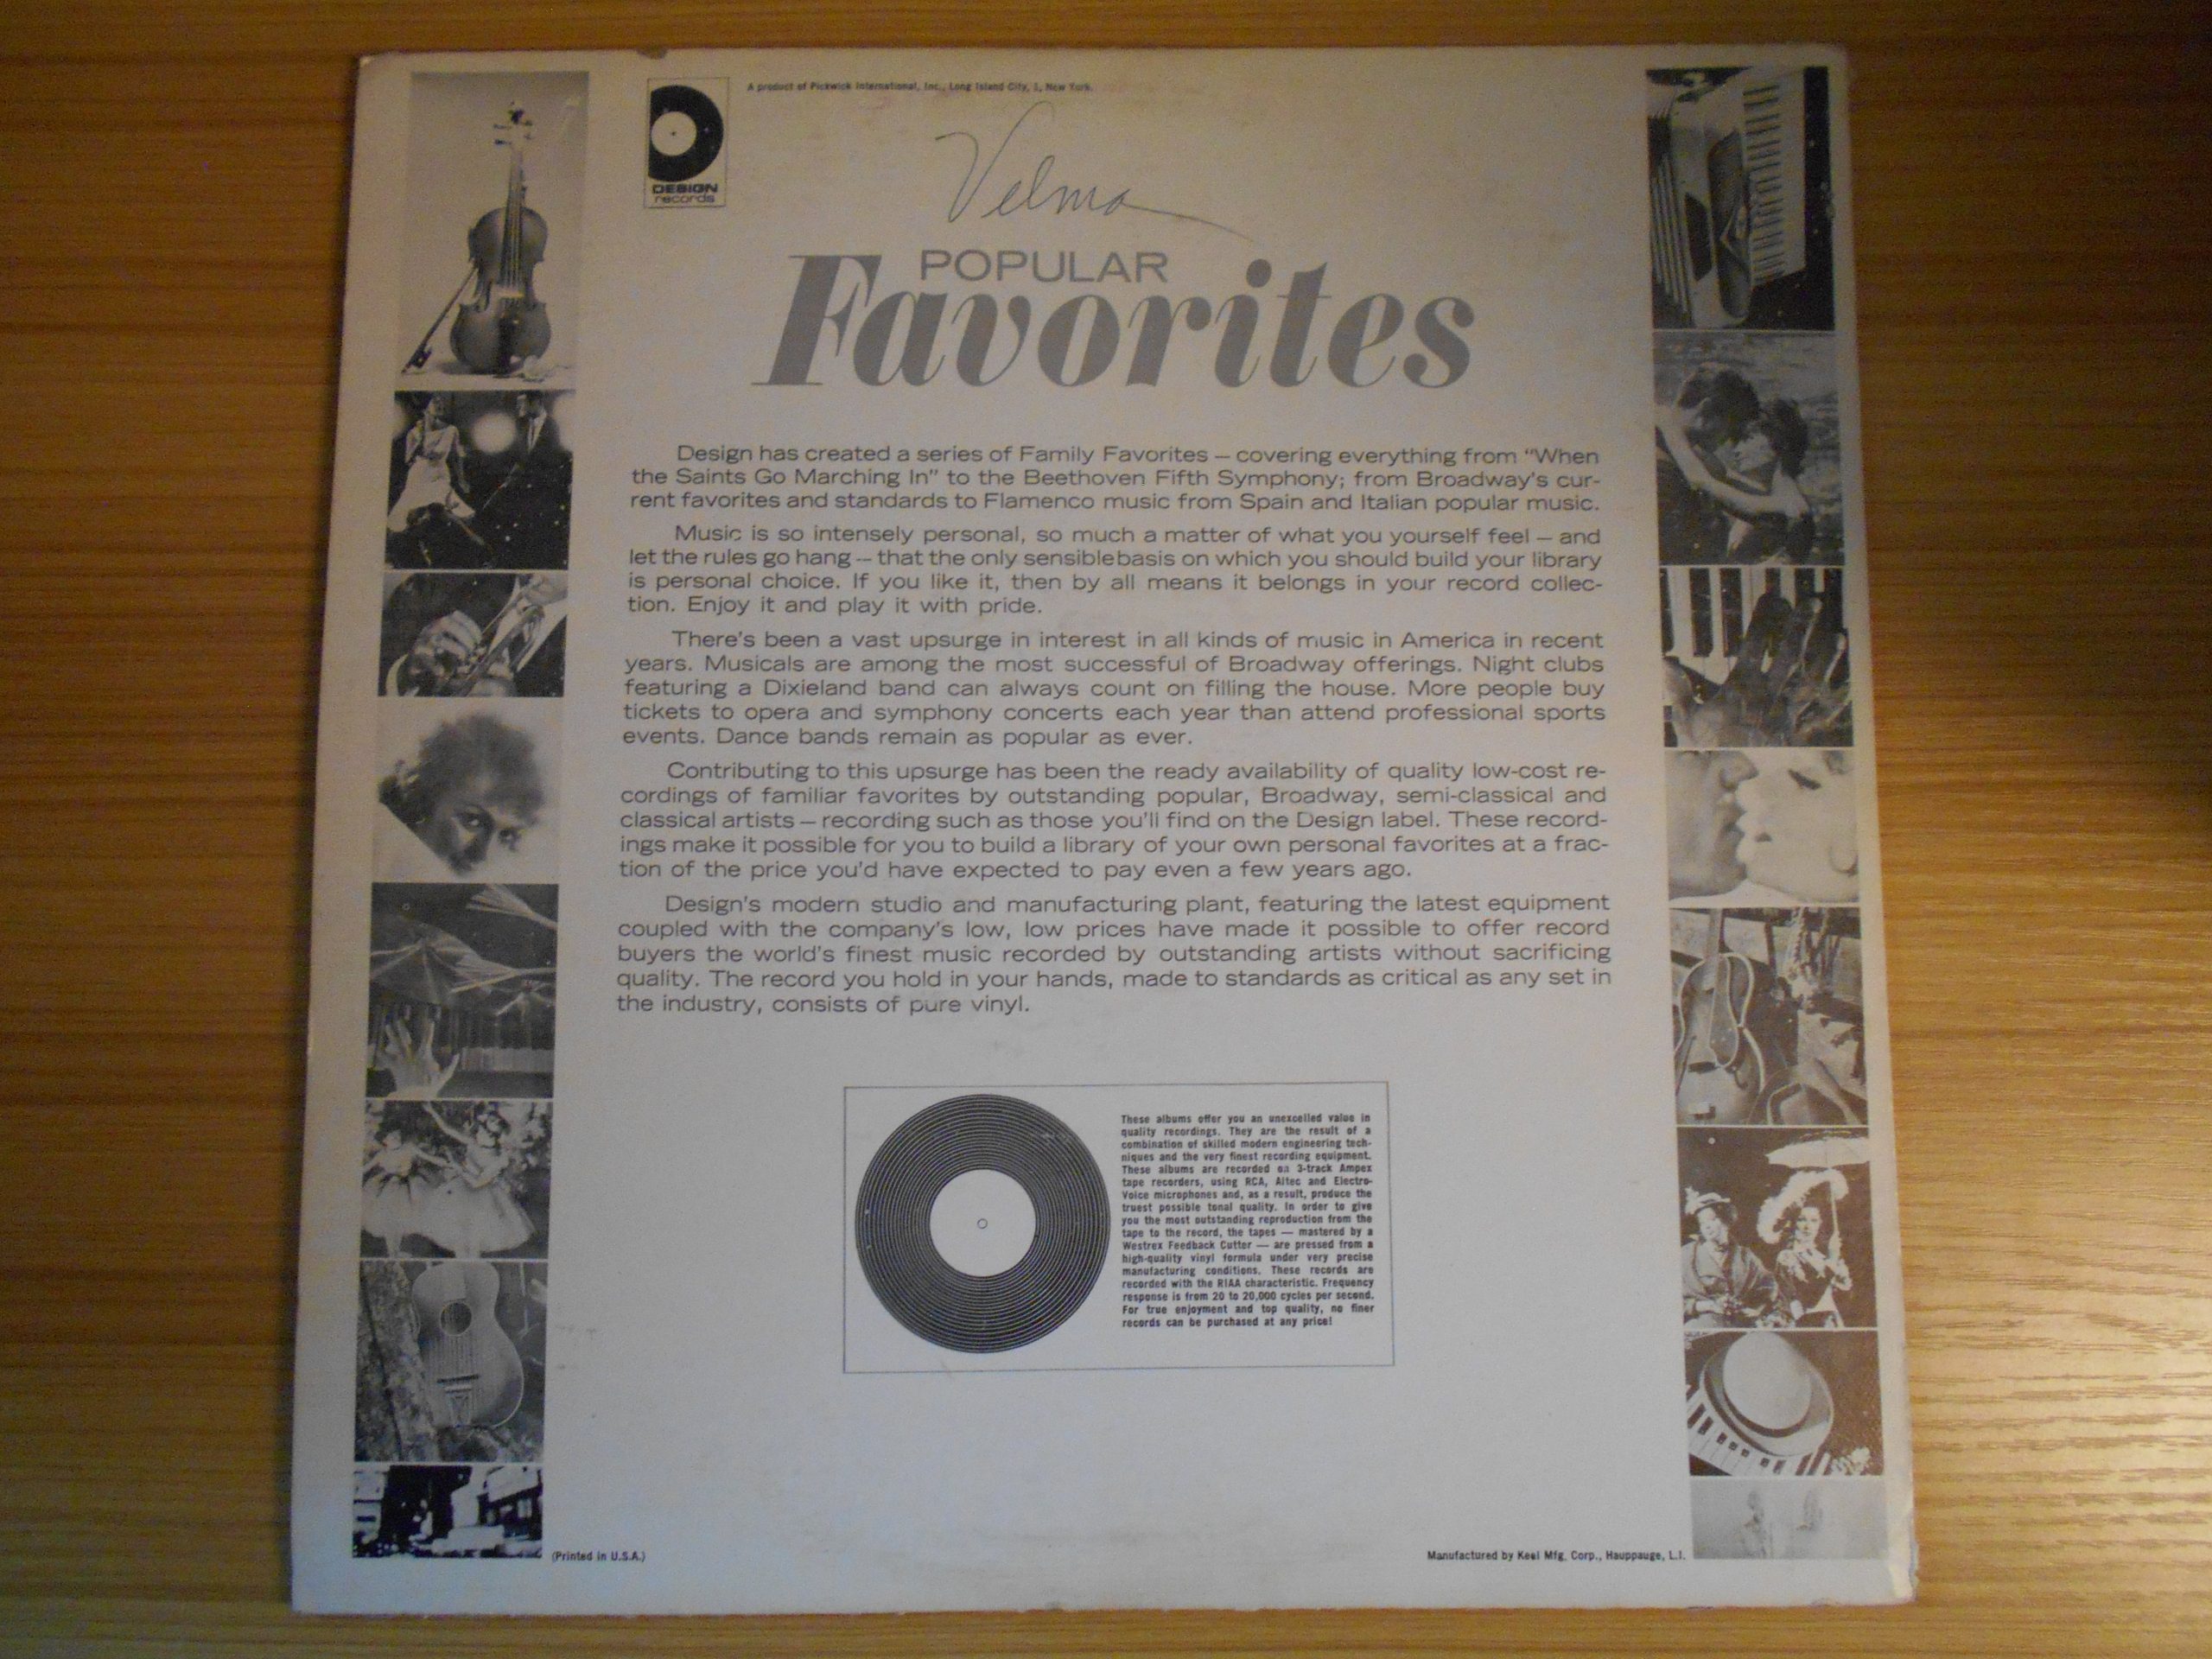 A product of Pickwick International, Inc., Long Island City, 1, New York.
DESIGN
records
Velma
POPULAR
Favorites
Design has created a series of Family Favorites — covering everything from “When
the Saints Go Marching In” to the Beethoven Fifth Symphony; from Broadway's cur-
rent favorites and standards to Flamenco music from Spain and Italian popular music.
Music is so intensely personal, so much a matter of what you yourself feel — and
let the rules go hang — that the only sensible basis on which you should build your library
is personal choice. If you like it, then by all means it belongs in your record collec-
tion. Enjoy it and play it with pride.
There's been a vast upsurge in interest in all kinds of music in America in recent
years. Musicals are among the most successful of Broadway offerings. Night clubs
featuring a Dixieland band can always count on filling the house. More people buy
tickets to opera and symphony concerts each year than attend professional sports
events. Dance bands remain as popular as ever.
Contributing to this upsurge has been the ready availability of quality low-cost re-
cordings of familiar favorites by outstanding popular, Broadway, semi-classical and
classical artists — recording such as those you'll find on the Design label. These record-
ings make it possible for you to build a library of your own personal favorites at a frac-
tion of the price you'd have expected to pay even a few years ago.
Design's modern studio and manufacturing plant, featuring the latest equipment
coupled with the company's low, low prices have made it possible to offer record
buyers the world's finest music recorded by outstanding artists without sacrificing
quality. The record you hold in your hands, made to standards as critical as any set in
the industry, consists of pure vinyl.
These albums offer you an unexcelled value in
quality recordings. They are the result of a
combination of skilled modern engineering tech-
niques and the very finest recording equipment.
These albums are recorded on 3-track Ampex
tape recorders, using RCA, Altec and Electro-
Voice microphones and, as a result, produce the
truest possible tonal quality. In order to give
you the most outstanding reproduction from the
tape to the record, the tapes — mastered by a
Westrex Feedback Cutter — are pressed from a
high-quality vinyl formula under very precise
manufacturing conditions. These records are
recorded with the RIAA characteristic. Frequency
response is from 20 to 20,000 cycles per second.
For true enjoyment and top quality, no finer
records can be purchased at any price!
(Printed in U.S.A.)
Manufactured by Keel Mfg. Corp., Hauppauge, L.I.